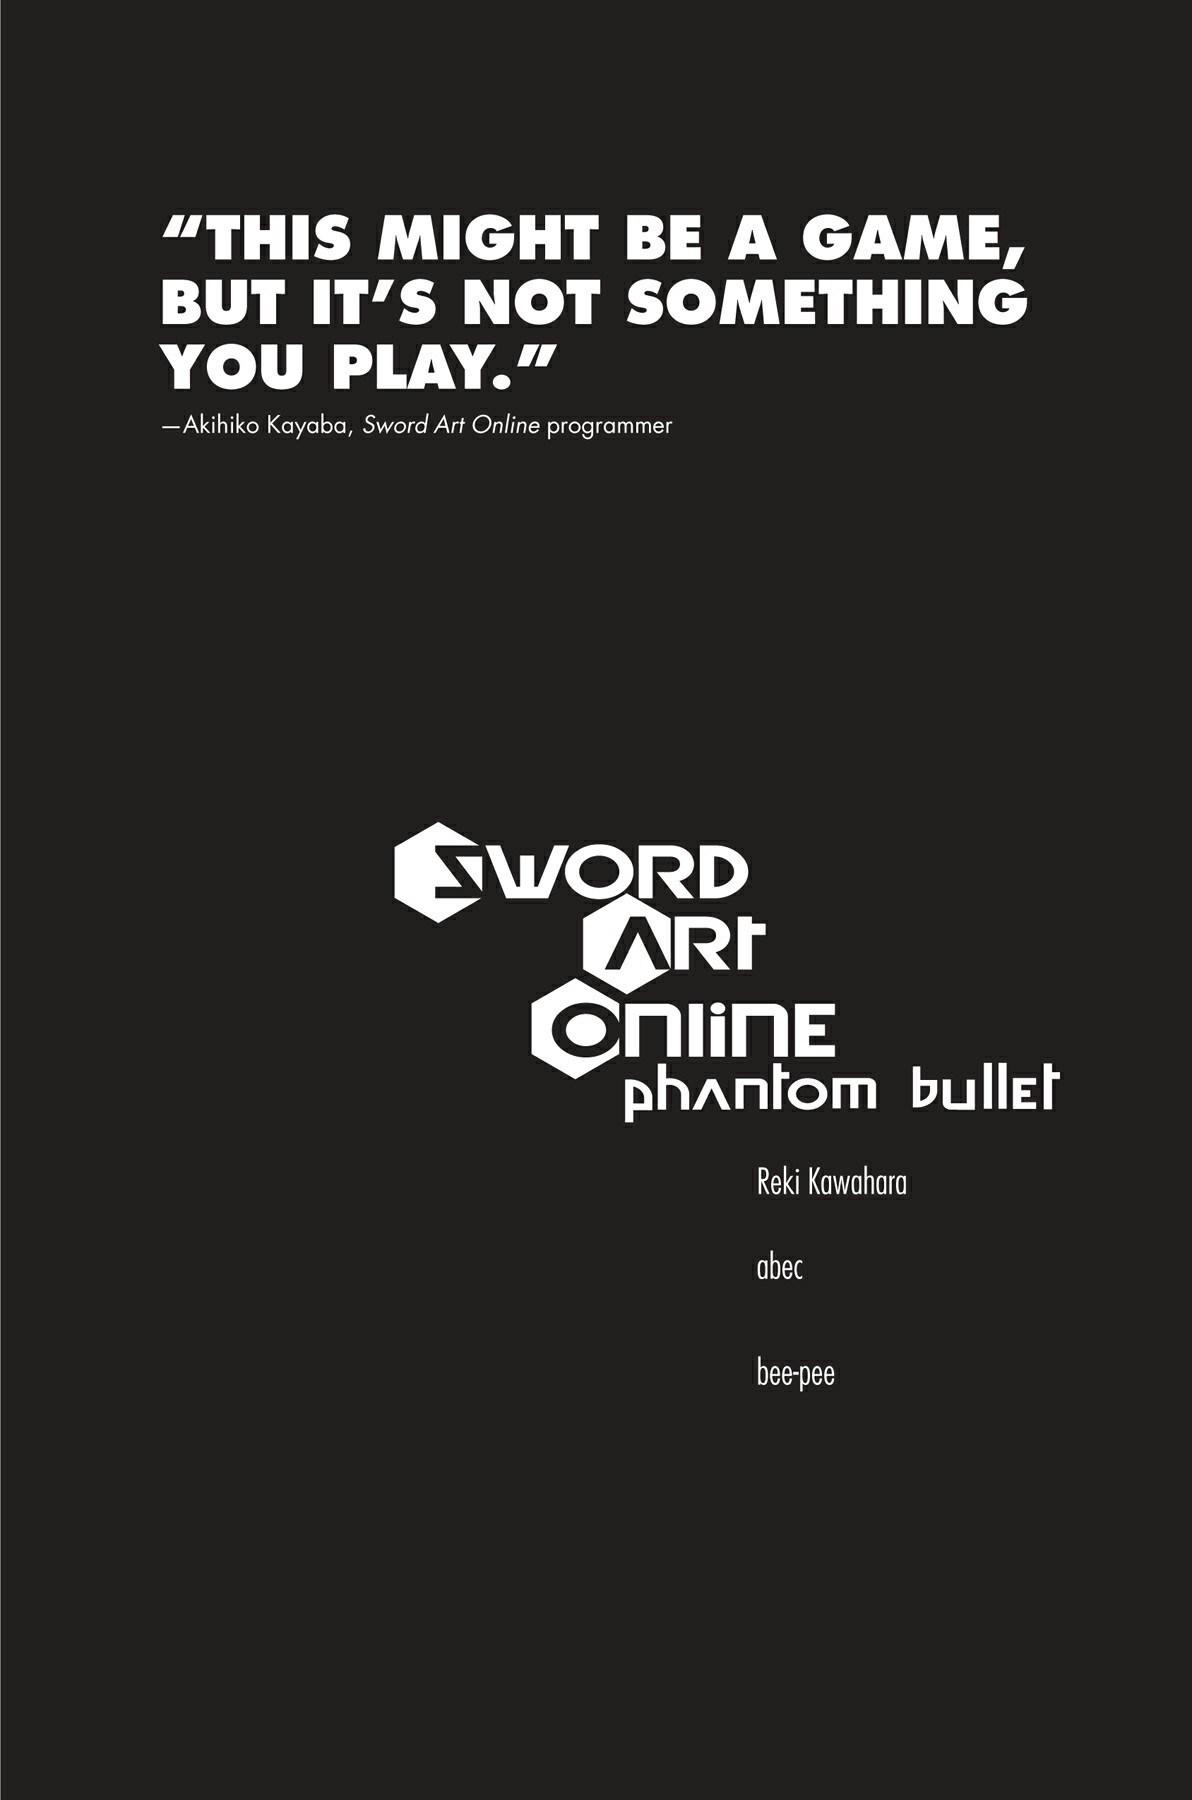 “THIS MIGHT BE A GAME,
BUT IT’S NOT SOMETHING
YOU PLAY.”
—Akihiko Kayaba, Sword Art Online programmer
SWORD
ART
ONLINE
phantom bullet
Reki Kawahara
abec
bee-pee